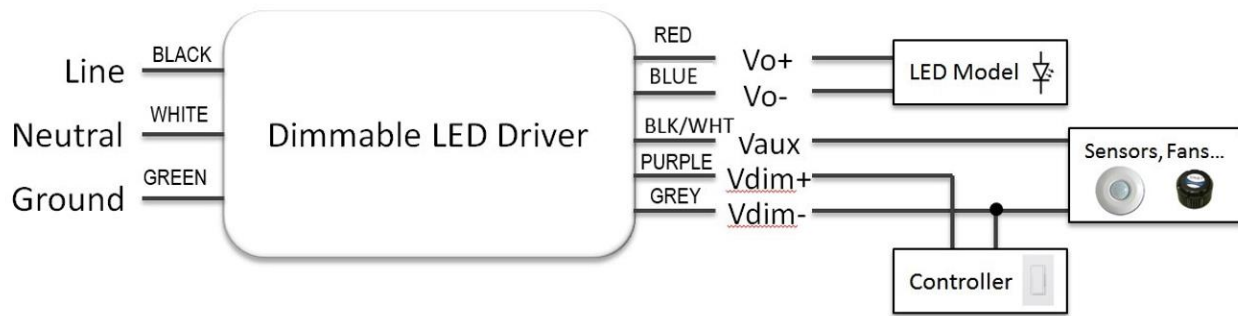 Line
BLACK
Neutral
WHITE
Ground
GREEN
Dimmable LED Driver
RED
Vo+
BLUE
Vo-
BLK/WHT
Vaux
PURPLE
Vdim+
GREY
Vdim-
LED Model
Sensors, Fans...
Controller